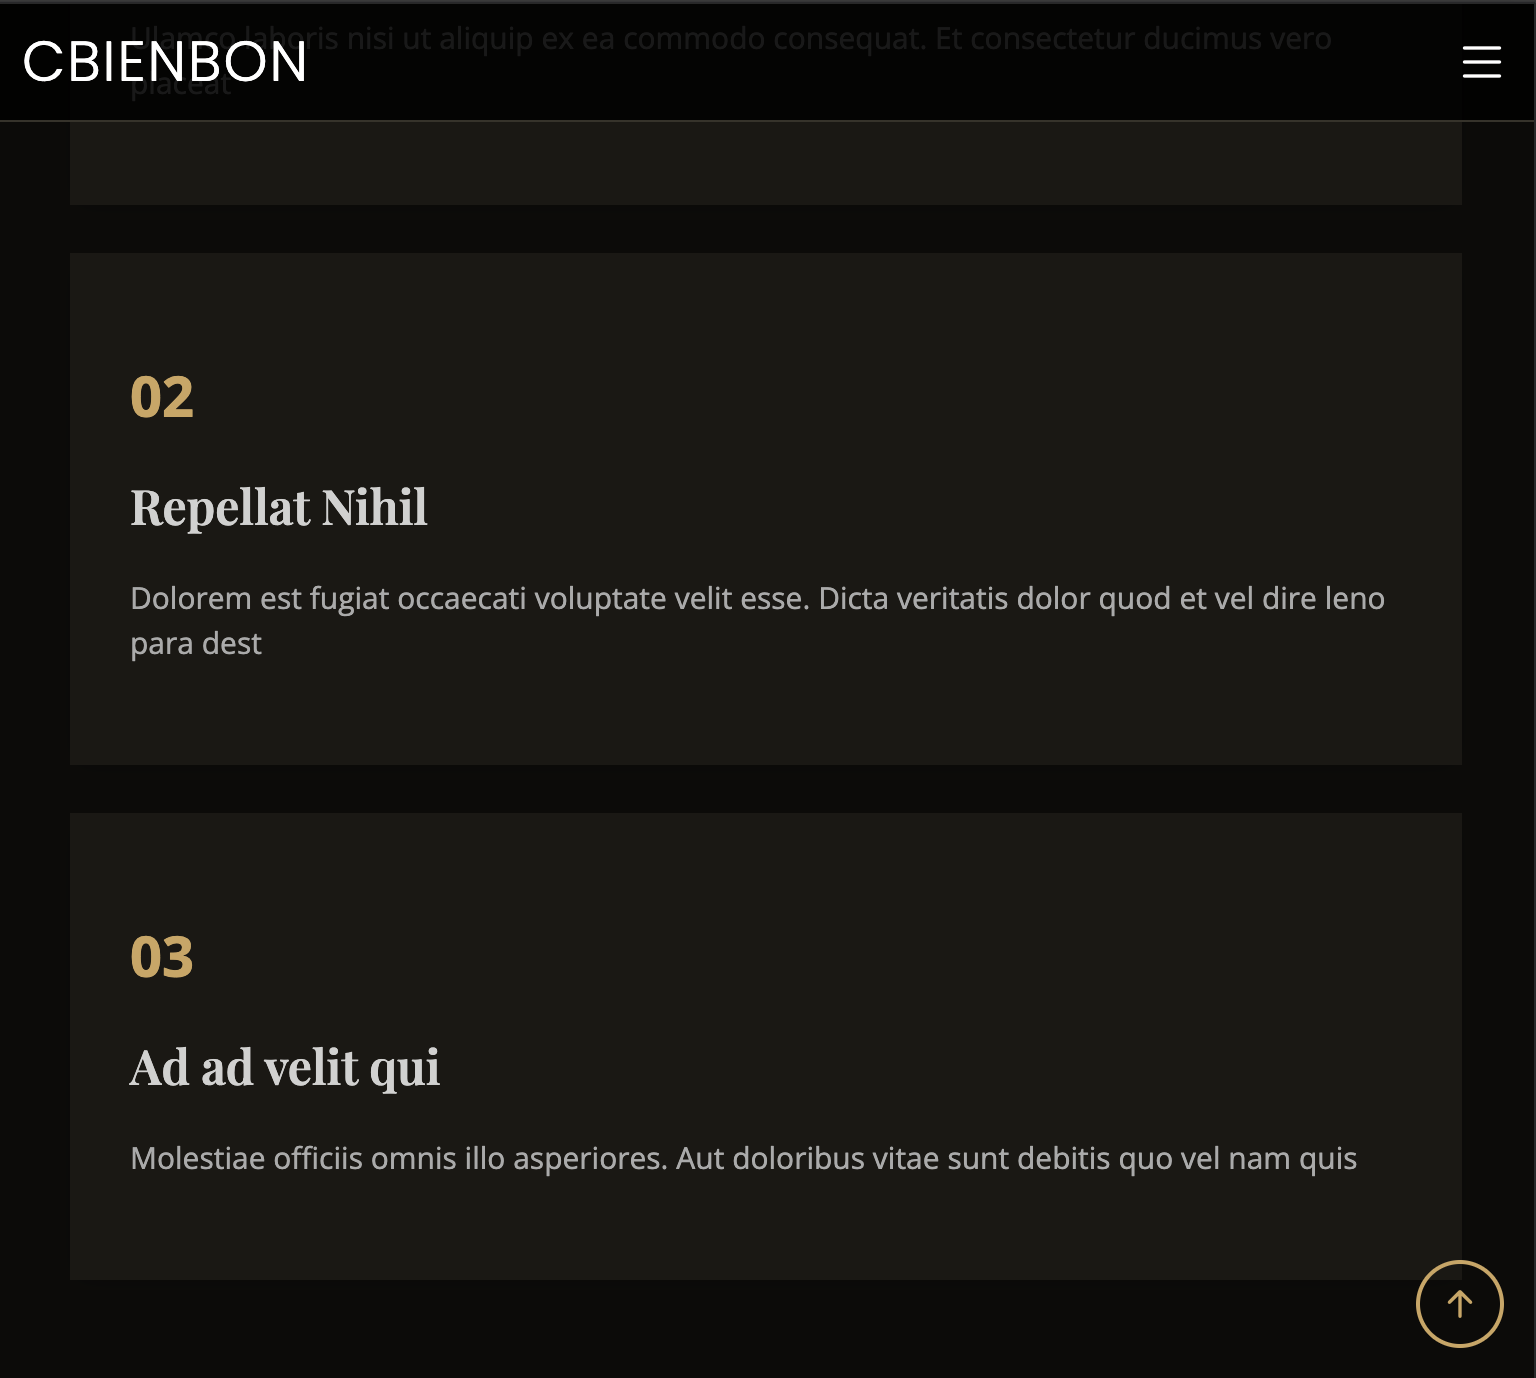 Ullamco laboris nisi ut aliquip ex ea commodo consequat. Et consectetur ducimus vero
placeat
CBIENBON
02
Repellat Nihil
Dolorem est fugiat occaecati voluptate velit esse. Dicta veritatis dolor quod et vel dire leno
para dest
03
Ad ad velit qui
Molestiae officiis omnis illo asperiores. Aut doloribus vitae sunt debitis quo vel nam quis